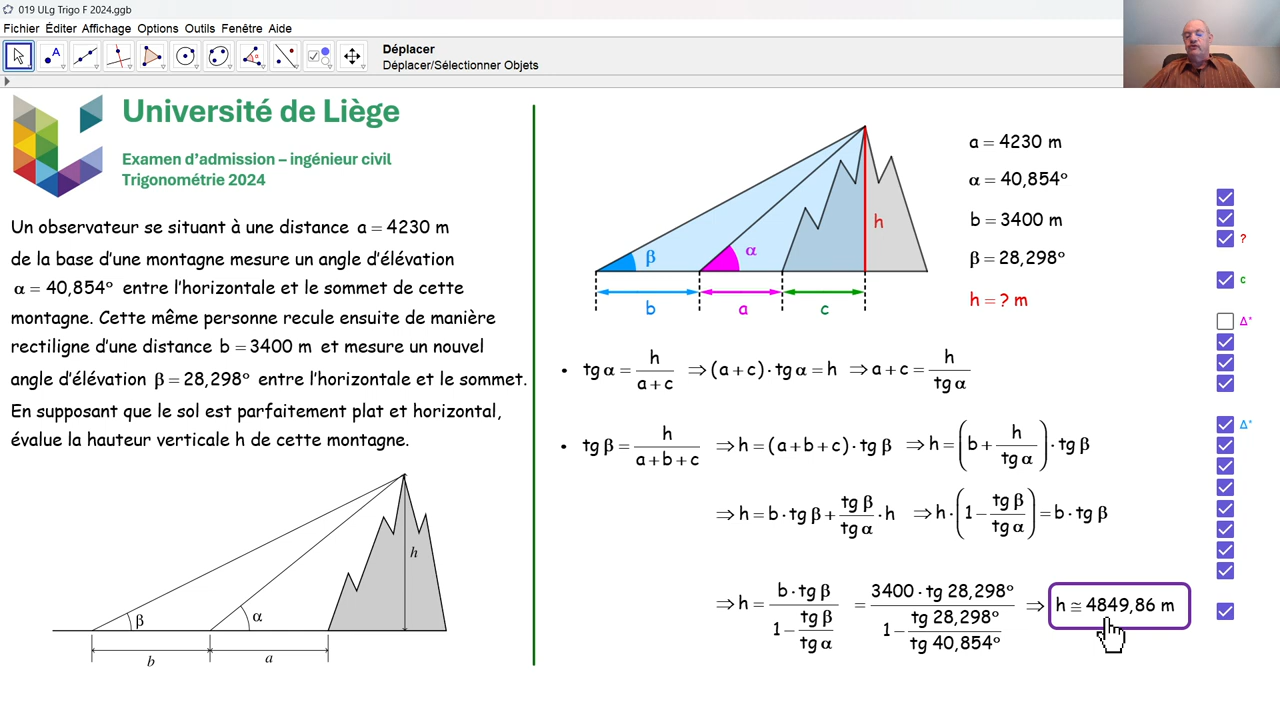 019 ULg Trigo F 2024.ggb
Fichier Éditer Affichage Options Outils Fenêtre Aide
A
Déplacer
Déplacer/Sélectionner Objets
Université de Liège
Examen d'admission – ingénieur civil
Trigonométrie 2024
Un observateur se situant à une distance a = 4230 m
de la base d'une montagne mesure un angle d'élévation
α = 40,854° entre l'horizontale et le sommet de cette
montagne. Cette même personne recule ensuite de manière
rectiligne d'une distance b = 3400 m et mesure un nouvel
angle d'élévation β = 28,298° entre l'horizontale et le sommet.
En supposant que le sol est parfaitement plat et horizontal,
évalue la hauteur verticale h de cette montagne.
h
β
α
b
a
h
β
α
b
a
c
a = 4230 m
α = 40,854°
b = 3400 m
β = 28,298°
h = ? m
?
c
Δ*
Δ*
• tg α = h / (a + c) ⇒ (a + c) · tg α = h ⇒ a + c = h / tg α
• tg β = h / (a + b + c) ⇒ h = (a + b + c) · tg β ⇒ h = (b + h / tg α) · tg β
⇒ h = b · tg β + tg β / tg α · h ⇒ h · (1 − tg β / tg α) = b · tg β
⇒ h = b · tg β / (1 − tg β / tg α) = 3400 · tg 28,298° / (1 − tg 28,298° / tg 40,854°) ⇒ h ≅ 4849,86 m